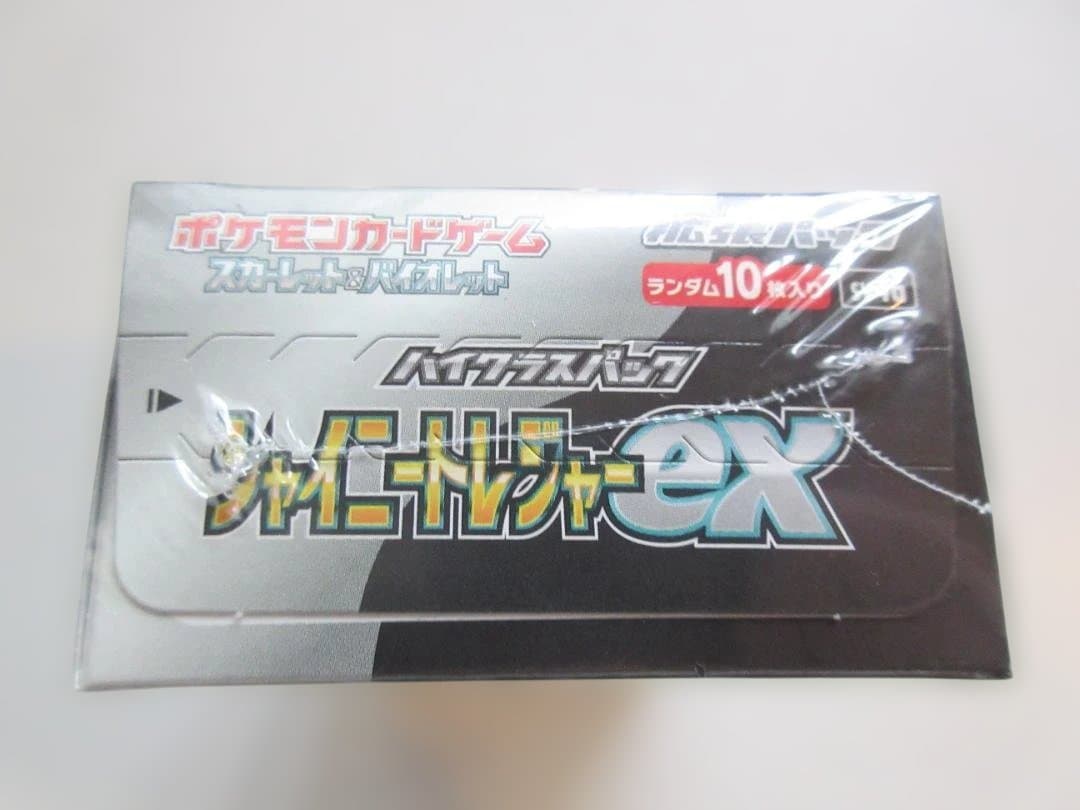 ポケモンカードゲーム
スカーレット&バイオレット
拡張パック
ランダム10枚入り
ハイクラスパック
シャイニートレジャーex